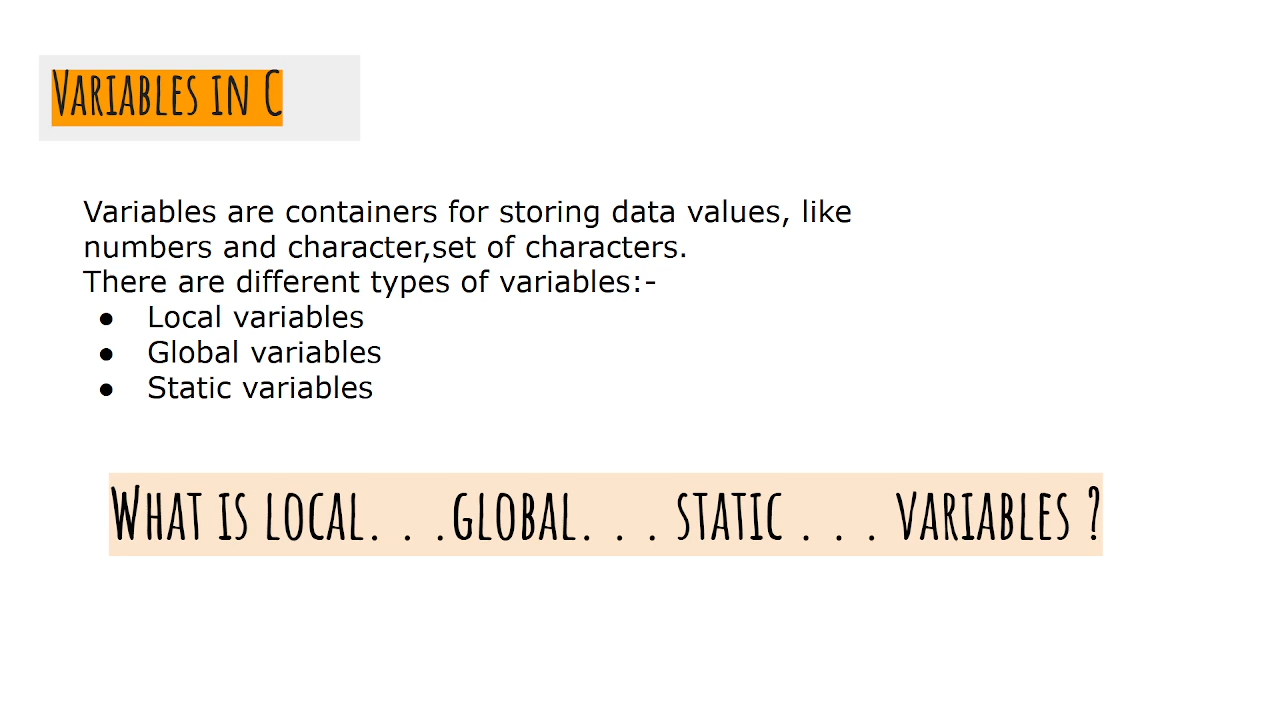 Variables in C
Variables are containers for storing data values, like
numbers and character,set of characters.
There are different types of variables:-
● Local variables
● Global variables
● Static variables
What is local. . .global. . . static . . . variables ?